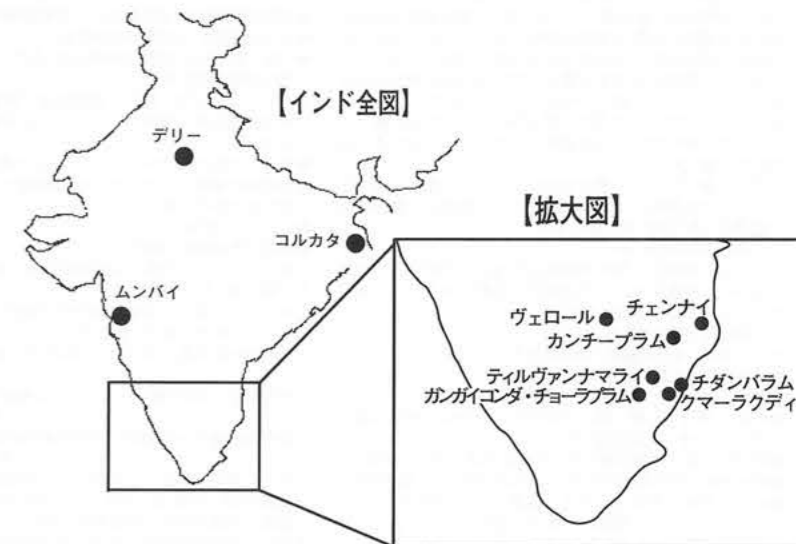 【インド全図】
デリー
コルカタ
ムンバイ
【拡大図】
チェンナイ
ヴェロール
カンチープラム
ティルヴァンナマライ
チダンバラム
ガンガイコンダ・チョーラプラム
クマーラクディ